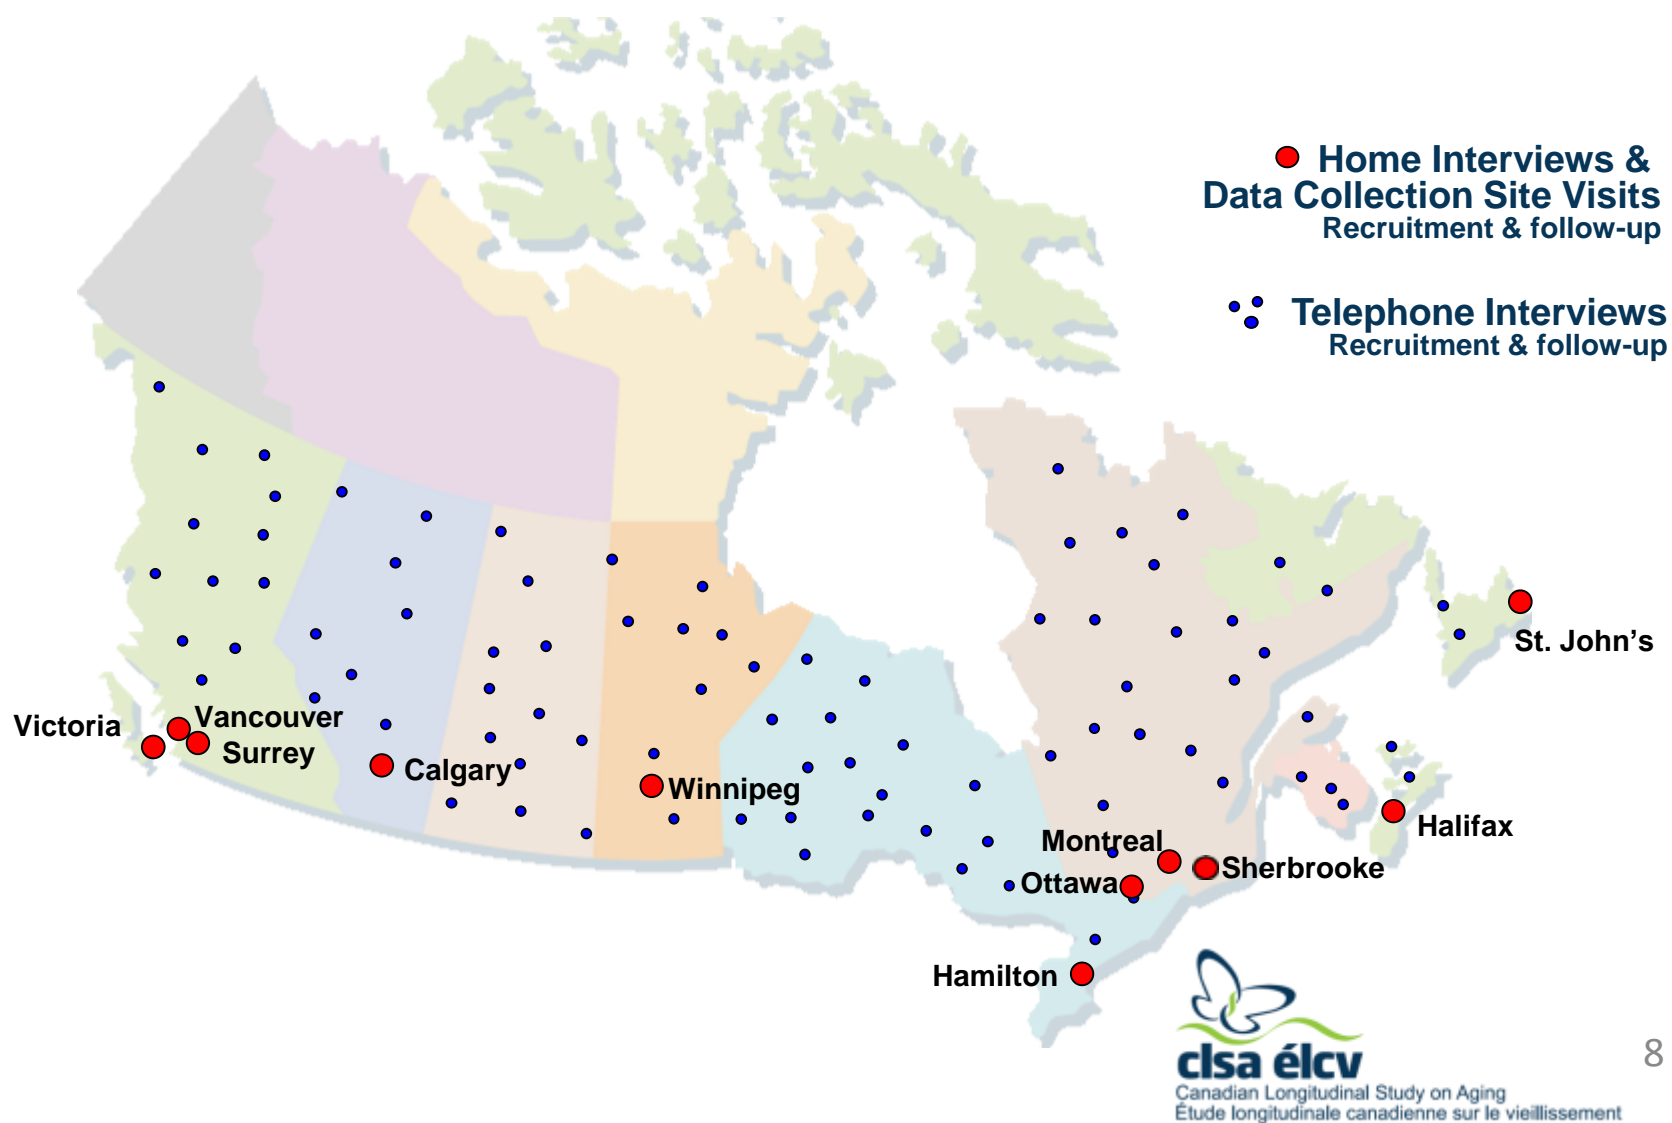 Home Interviews &
Data Collection Site Visits
Recruitment & follow-up
Telephone Interviews
Recruitment & follow-up
St. John’s
Victoria
Vancouver
Surrey
Calgary
Winnipeg
Halifax
Montreal
Sherbrooke
Ottawa
Hamilton
clsa élcv
Canadian Longitudinal Study on Aging
Étude longitudinale canadienne sur le vieillissement
8